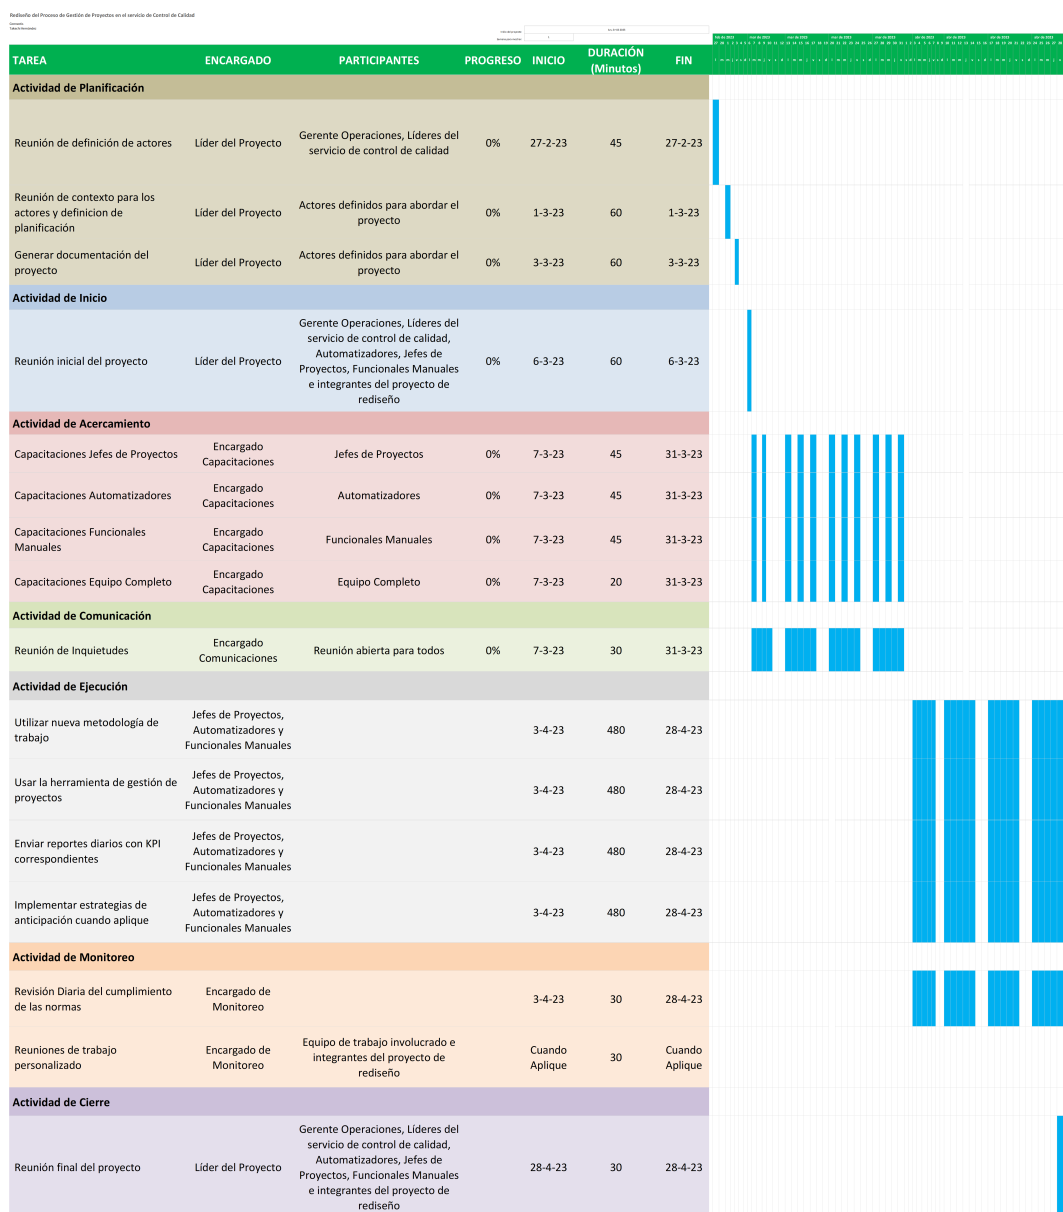 Rediseño del Proceso de Gestión de Proyectos en el servicio de Control de Calidad
TAREA ENCARGADO PARTICIPANTES PROGRESO INICIO DURACIÓN (Minutos) FIN
Actividad de Planificación
Reunión de definición de actores Líder del Proyecto Gerente Operaciones, Líderes del servicio de control de calidad 0% 27-2-23 45 27-2-23
Reunión de contexto para los actores y definicion de planificación Líder del Proyecto Actores definidos para abordar el proyecto 0% 1-3-23 60 1-3-23
Generar documentación del proyecto Líder del Proyecto Actores definidos para abordar el proyecto 0% 3-3-23 60 3-3-23
Actividad de Inicio
Reunión inicial del proyecto Líder del Proyecto Gerente Operaciones, Líderes del servicio de control de calidad, Automatizadores, Jefes de Proyectos, Funcionales Manuales e integrantes del proyecto de rediseño 0% 6-3-23 60 6-3-23
Actividad de Acercamiento
Capacitaciones Jefes de Proyectos Encargado Capacitaciones Jefes de Proyectos 0% 7-3-23 45 31-3-23
Capacitaciones Automatizadores Encargado Capacitaciones Automatizadores 0% 7-3-23 45 31-3-23
Capacitaciones Funcionales Manuales Encargado Capacitaciones Funcionales Manuales 0% 7-3-23 45 31-3-23
Capacitaciones Equipo Completo Encargado Capacitaciones Equipo Completo 0% 7-3-23 20 31-3-23
Actividad de Comunicación
Reunión de Inquietudes Encargado Comunicaciones Reunión abierta para todos 0% 7-3-23 30 31-3-23
Actividad de Ejecución
Utilizar nueva metodología de trabajo Jefes de Proyectos, Automatizadores y Funcionales Manuales 3-4-23 480 28-4-23
Usar la herramienta de gestión de proyectos Jefes de Proyectos, Automatizadores y Funcionales Manuales 3-4-23 480 28-4-23
Enviar reportes diarios con KPI correspondientes Jefes de Proyectos, Automatizadores y Funcionales Manuales 3-4-23 480 28-4-23
Implementar estrategias de anticipación cuando aplique Jefes de Proyectos, Automatizadores y Funcionales Manuales 3-4-23 480 28-4-23
Actividad de Monitoreo
Revisión Diaria del cumplimiento de las normas Encargado de Monitoreo 3-4-23 30 28-4-23
Reuniones de trabajo personalizado Encargado de Monitoreo Equipo de trabajo involucrado e integrantes del proyecto de rediseño Cuando Aplique 30 Cuando Aplique
Actividad de Cierre
Reunión final del proyecto Líder del Proyecto Gerente Operaciones, Líderes del servicio de control de calidad, Automatizadores, Jefes de Proyectos, Funcionales Manuales e integrantes del proyecto de rediseño 28-4-23 30 28-4-23